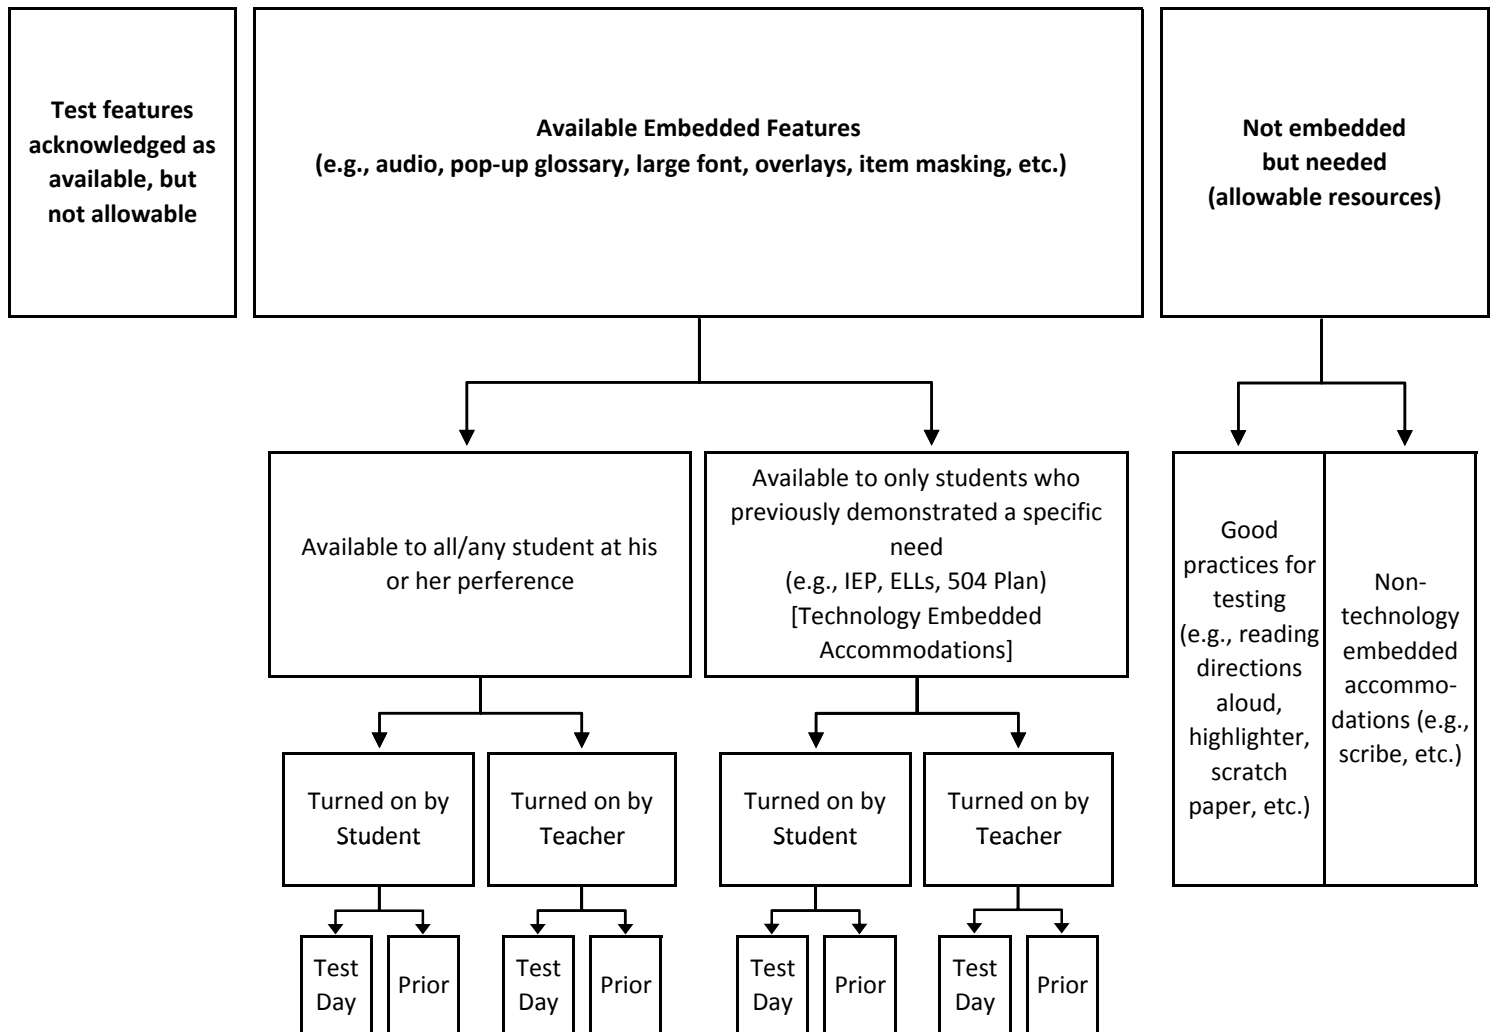 Test features
acknowledged as
available, but
not allowable
Available Embedded Features
(e.g., audio, pop-up glossary, large font, overlays, item masking, etc.)
Not embedded
but needed
(allowable resources)
Available to all/any student at his
or her perference
Available to only students who
previously demonstrated a specific
need
(e.g., IEP, ELLs, 504 Plan)
[Technology Embedded
Accommodations]
Good
practices for
testing
(e.g., reading
directions
aloud,
highlighter,
scratch
paper, etc.)
Non-
technology
embedded
accommo-
dations (e.g.,
scribe, etc.)
Turned on by
Student
Turned on by
Teacher
Turned on by
Student
Turned on by
Teacher
Test
Day
Prior
Test
Day
Prior
Test
Day
Prior
Test
Day
Prior